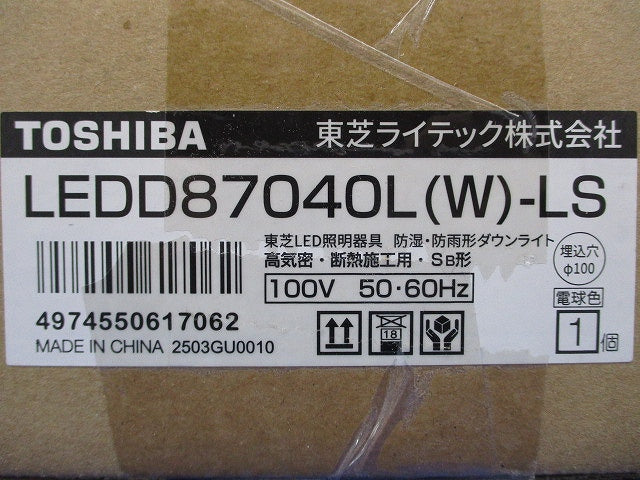 TOSHIBA 東芝ライテック株式会社
LEDD87040L(W)-LS
東芝LED照明器具 防湿・防雨形ダウンライト
高気密・断熱施工用・SB形
埋込穴
φ100
100V 50・60Hz
電球色
4974550617062
MADE IN CHINA 2503GU0010
18
1個